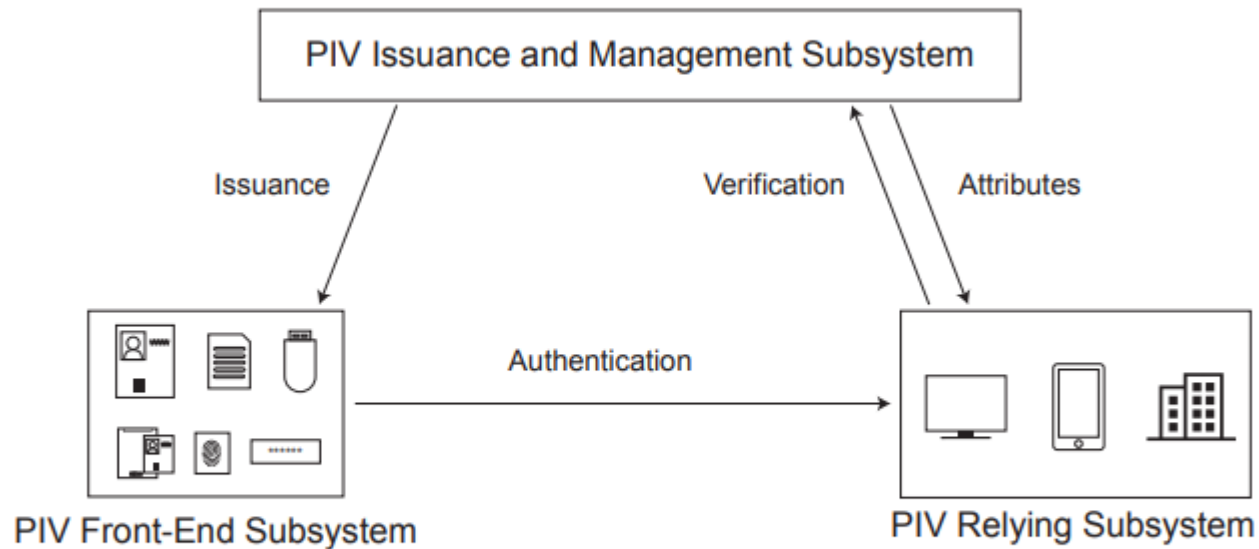 PIV Issuance and Management Subsystem
Issuance
Verification
Attributes
Authentication
******
PIV Front-End Subsystem
PIV Relying Subsystem